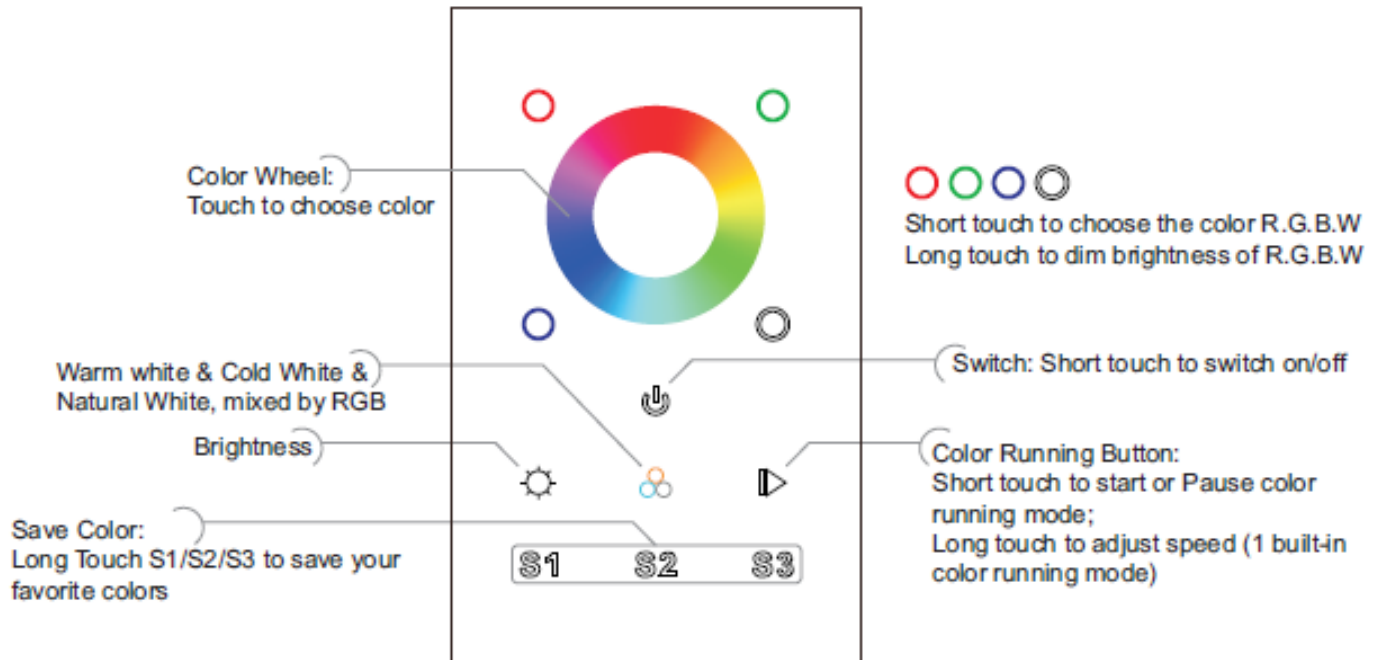 Color Wheel:
Touch to choose color
Short touch to choose the color R.G.B.W
Long touch to dim brightness of R.G.B.W
Warm white & Cold White &
Natural White, mixed by RGB
Switch: Short touch to switch on/off
Brightness
Color Running Button:
Short touch to start or Pause color
running mode;
Long touch to adjust speed (1 built-in
color running mode)
Save Color:
Long Touch S1/S2/S3 to save your
favorite colors
S1 S2 S3